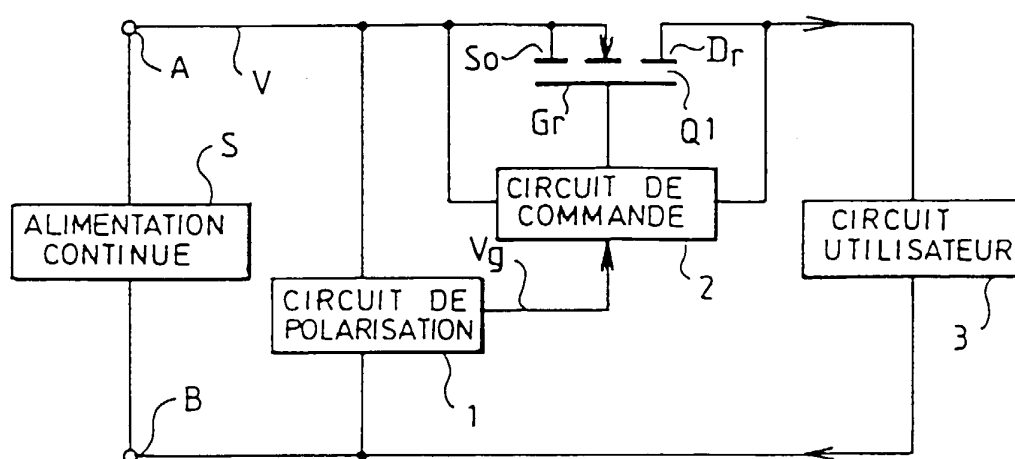 A
V
So
Dr
Gr
Q1
S
ALIMENTATION
CONTINUE
CIRCUIT DE
COMMANDE
2
CIRCUIT
UTILISATEUR
3
Vg
CIRCUIT DE
POLARISATION
1
B